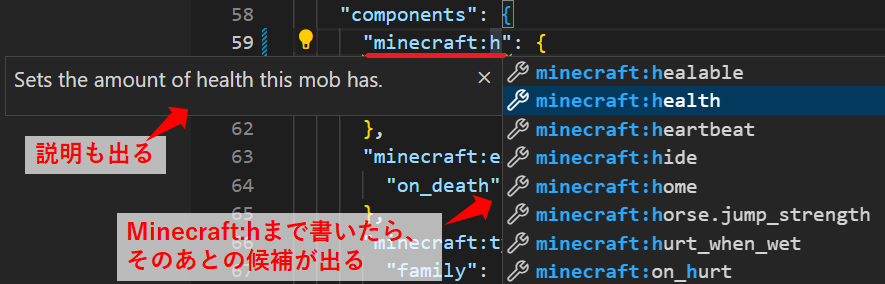 58 "components": {
59 "minecraft:h": {
Sets the amount of health this mob has. ×
説明も出る
minecraft:healable
minecraft:health
minecraft:heartbeat
minecraft:hide
minecraft:home
minecraft:horse.jump_strength
minecraft:hurt_when_wet
minecraft:on_hurt
62 },
63 "minecraft:e
64 "on_death"
65 },
Minecraft:hまで書いたら、
そのあとの候補が出る
"minecraft:t
"family":